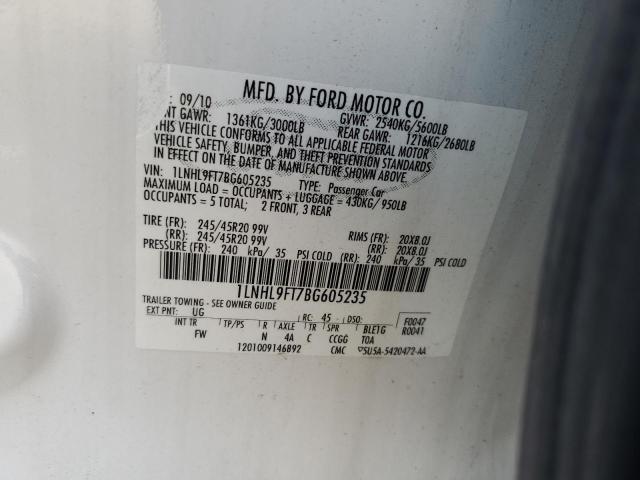 MFD. BY FORD MOTOR CO.
09/10 GVWR: 2540KG/5600LB
NT GAWR: 1361KG/3000LB REAR GAWR: 1216KG/2680LB
THIS VEHICLE CONFORMS TO ALL APPLICABLE FEDERAL MOTOR
VEHICLE SAFETY, BUMPER, AND THEFT PREVENTION STANDARDS
IN EFFECT ON THE DATE OF MANUFACTURE SHOWN ABOVE.
VIN: 1LNHL9FT7BG605235 TYPE: Passenger Car
MAXIMUM LOAD = OCCUPANTS + LUGGAGE = 430KG/950LB
OCCUPANTS = 5 TOTAL; 2 FRONT, 3 REAR
TIRE (FR): 245/45R20 99V RIMS (FR): 20X8.0J
(RR): 245/45R20 99V (RR): 20X8.0J
PRESSURE (FR): 240 kPa/ 35 PSI COLD (RR): 240 kPa/ 35 PSI COLD
1LNHL9FT7BG605235
TRAILER TOWING - SEE OWNER GUIDE
EXT PNT: UG RC: 45 DSO: F0047
R0041
INT TR TP/PS R AXLE TR SPR BLE1G
FW N 4A C CCGG TOA
1201009146892 CMC 5U5A-5420472-AA